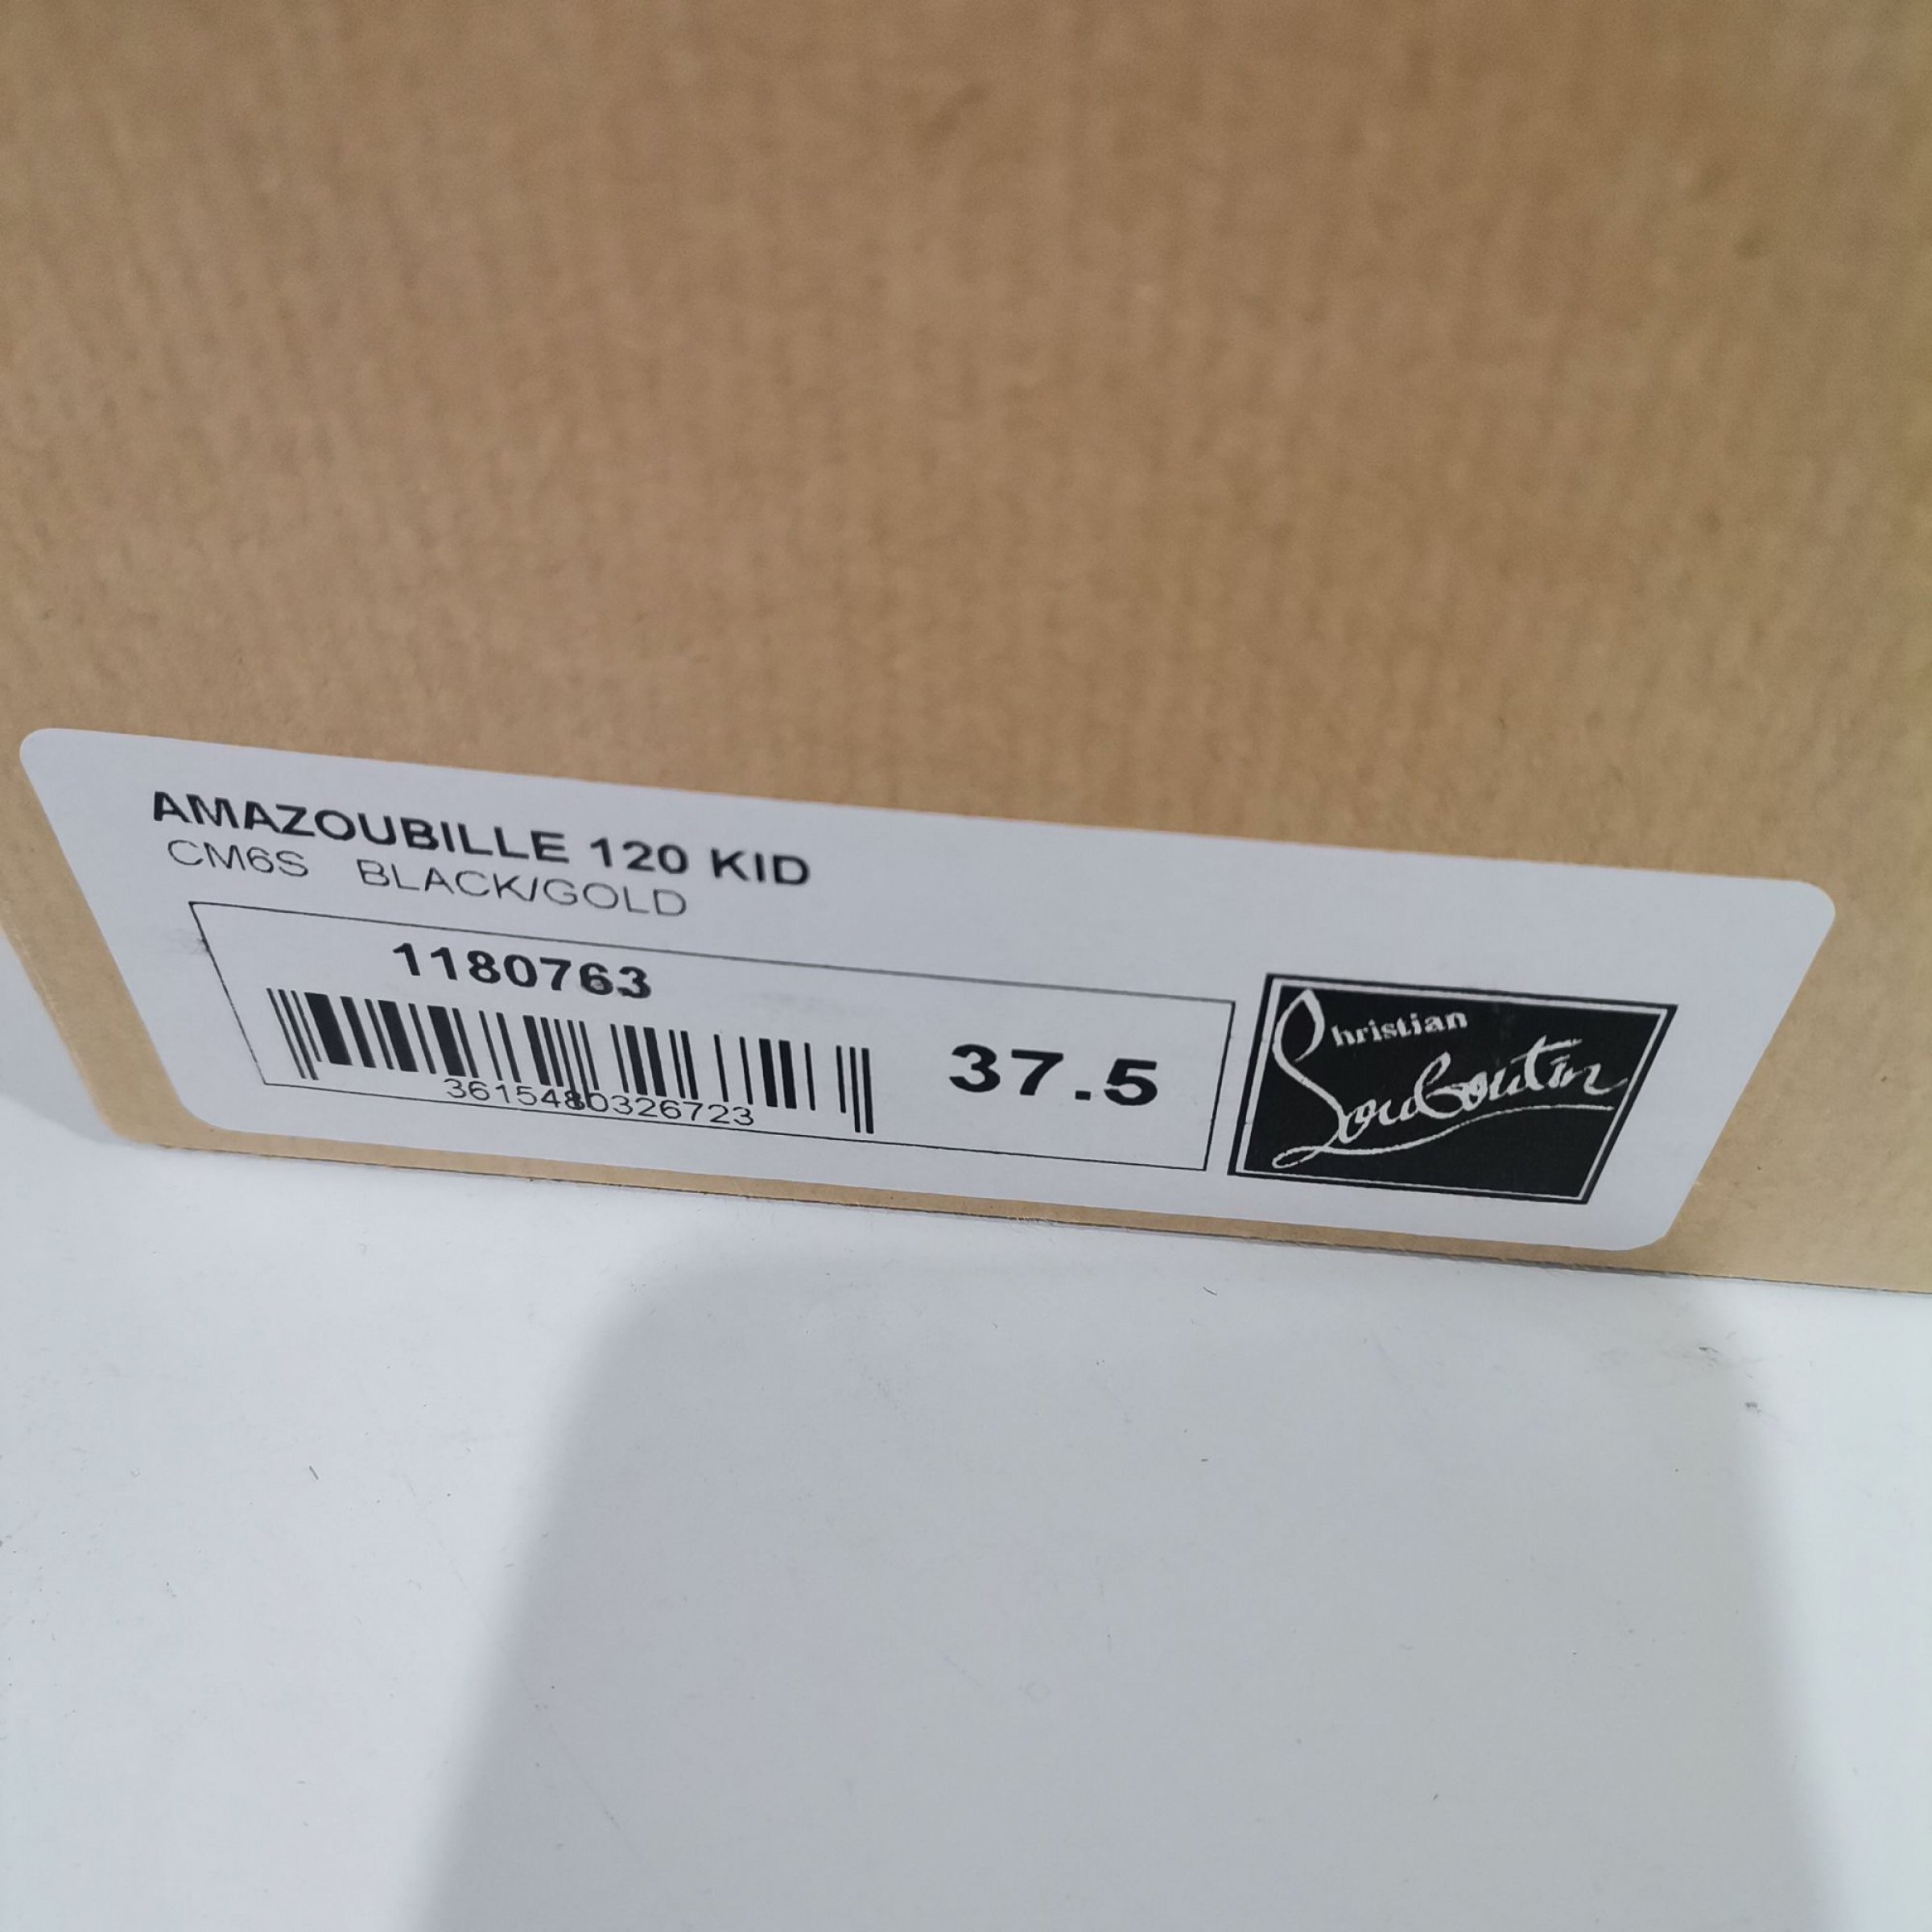 AMAZOUBILLE 120 KID
CM6S BLACK/GOLD
1180763
3615480326723
37.5
Christian
Louboutin